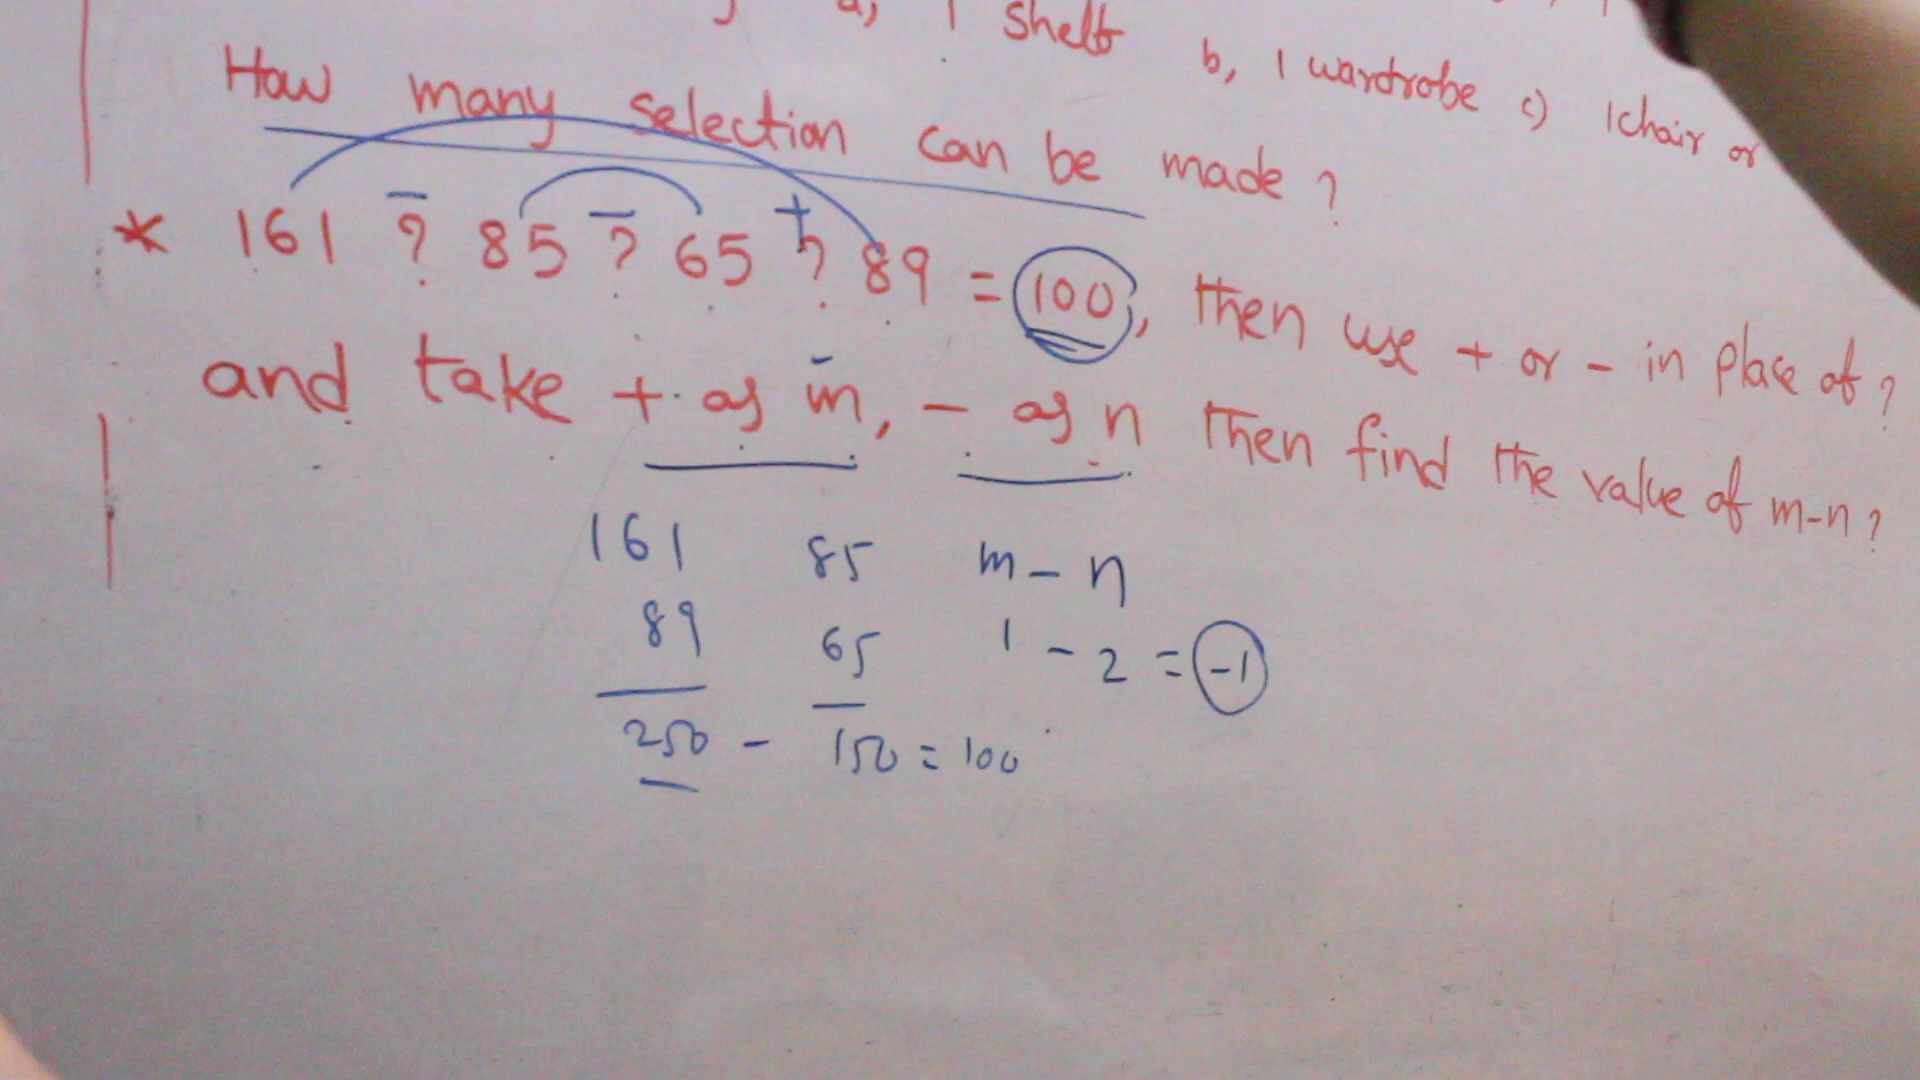 a, 1 shelf b, 1 wardrobe c) 1 chair or
How many selection can be made ?
* 161 ? 85 ? 65 ? 89 = 100, then use + or - in place of ?
- - +
and take + as m, - as n then find the value of m-n?
161 85 m - n
89 65 1 - 2 = -1
250 - 150 = 100